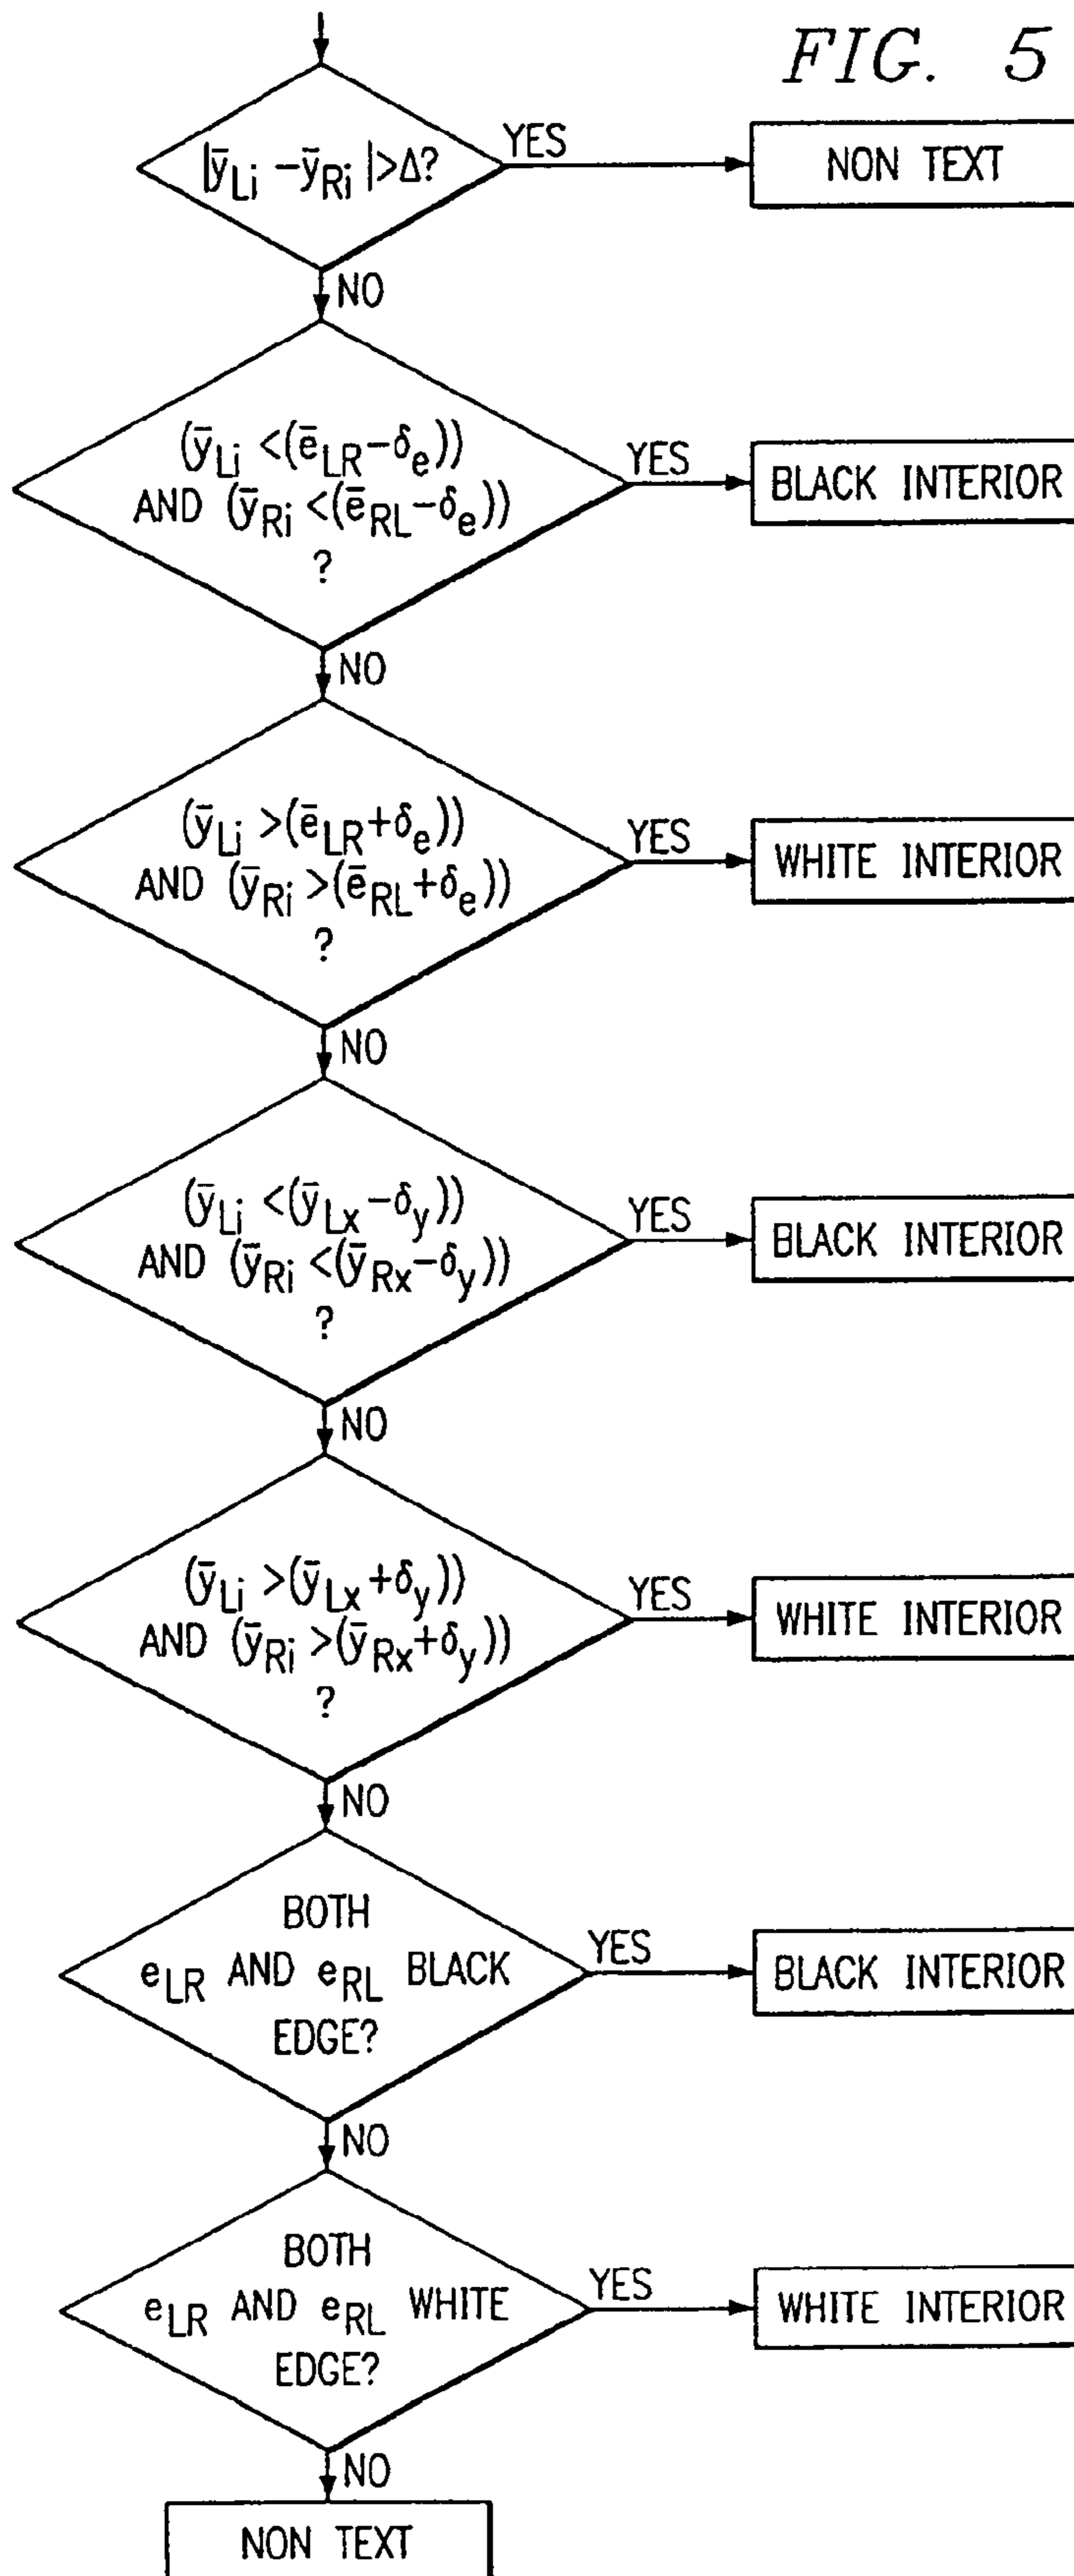 FIG. 5
|ȳLi −ȳRi |>Δ?
YES
NON TEXT
NO
(ȳLi <(ēLR−δe))
AND (ȳRi <(ēRL−δe))
?
YES
BLACK INTERIOR
NO
(ȳLi >(ēLR+δe))
AND (ȳRi >(ēRL+δe))
?
YES
WHITE INTERIOR
NO
(ȳLi <(ȳLx−δy))
AND (ȳRi <(ȳRx−δy))
?
YES
BLACK INTERIOR
NO
(ȳLi >(ȳLx+δy))
AND (ȳRi >(ȳRx+δy))
?
YES
WHITE INTERIOR
NO
BOTH
eLR AND eRL BLACK
EDGE?
YES
BLACK INTERIOR
NO
BOTH
eLR AND eRL WHITE
EDGE?
YES
WHITE INTERIOR
NO
NON TEXT